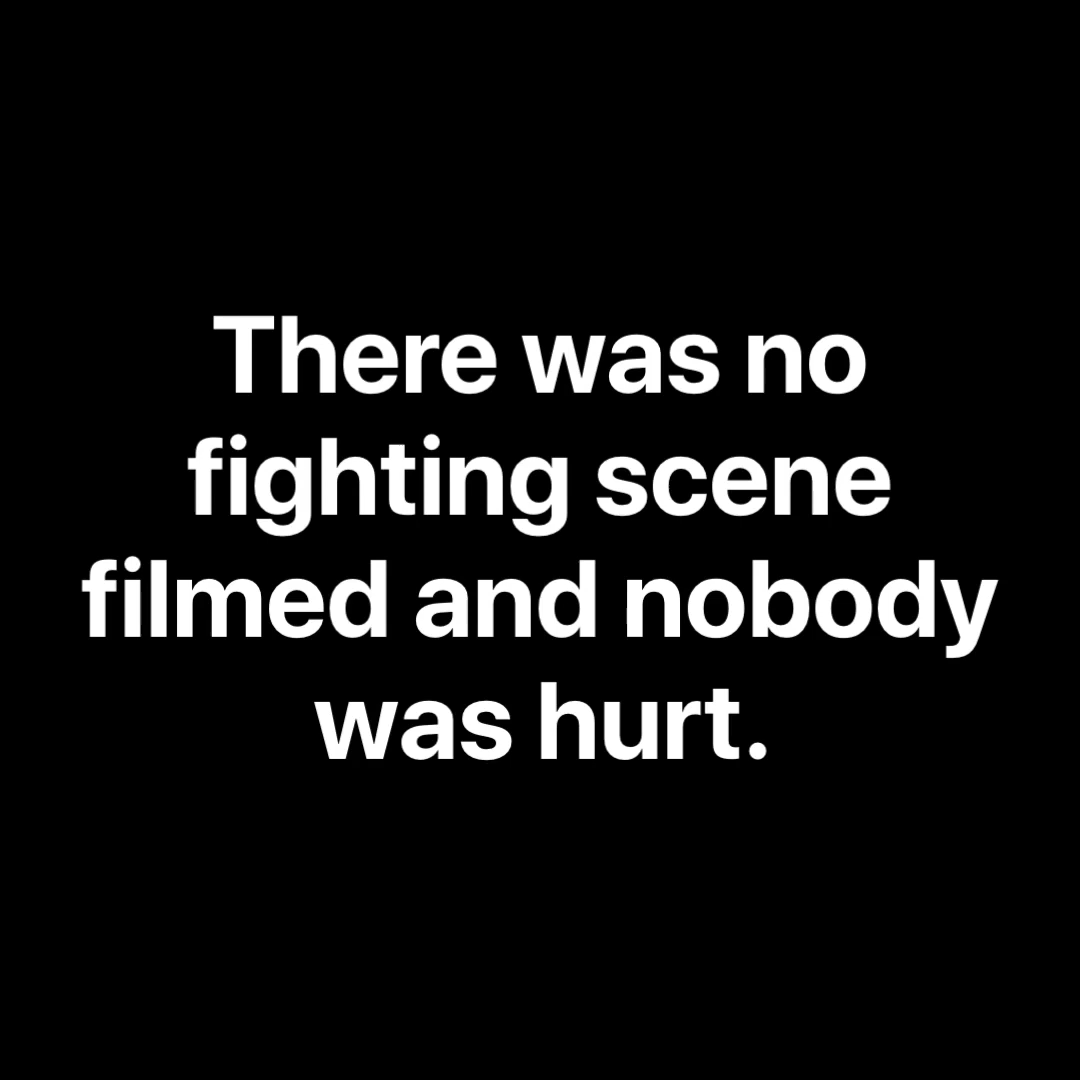 There was no
fighting scene
filmed and nobody
was hurt.